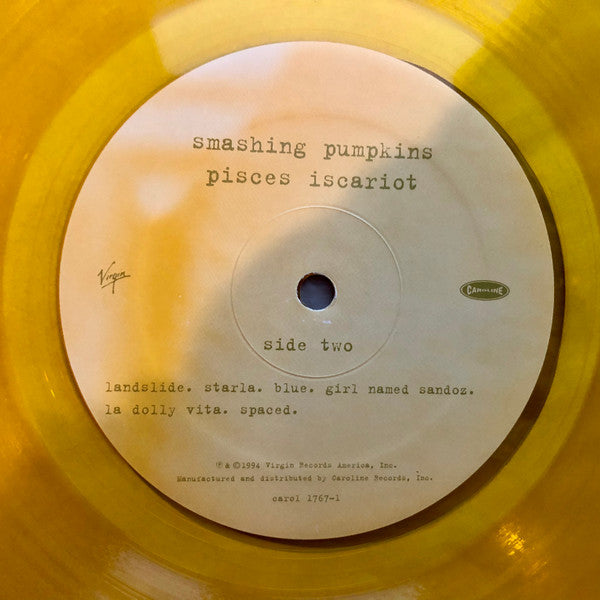 smashing pumpkins
pisces iscariot
Virgin
CAROLINE
side two
landslide. starla. blue. girl named sandoz.
la dolly vita. spaced.
℗ & ©1994 Virgin Records America, Inc.
Manufactured and distributed by Caroline Records, Inc.
carol 1767-1